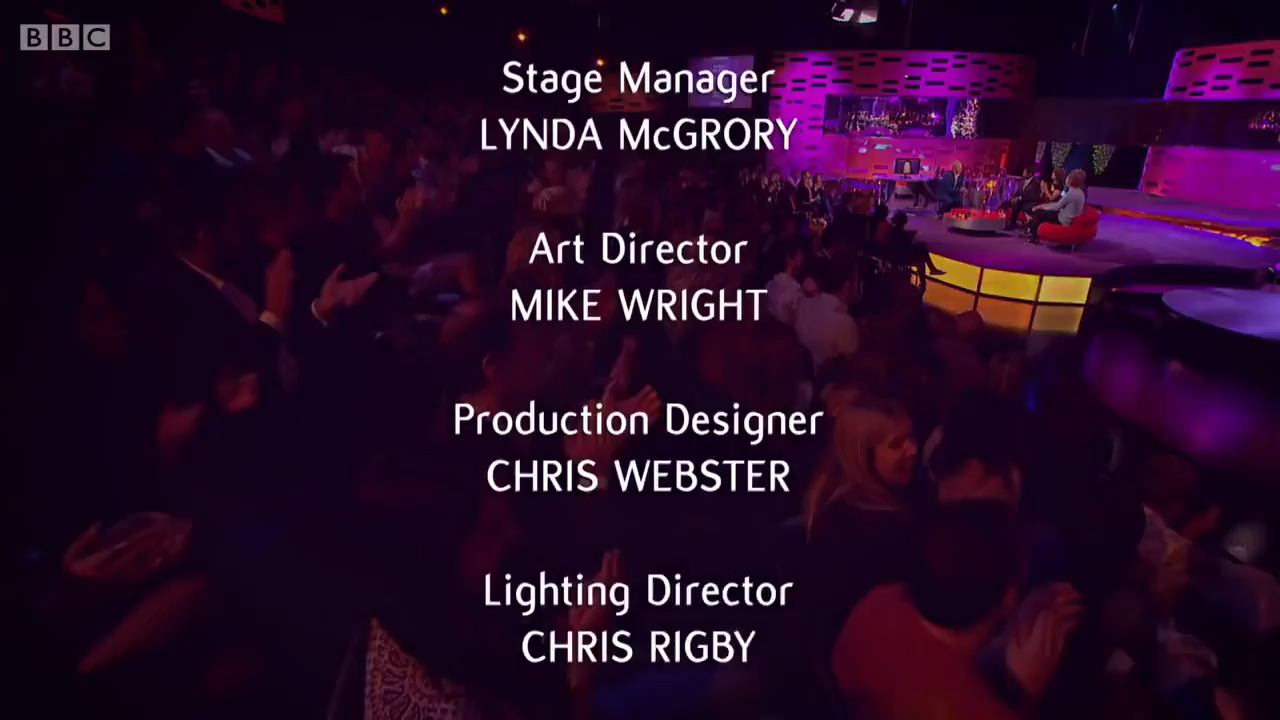 BBC
Stage Manager
LYNDA McGRORY
Art Director
MIKE WRIGHT
Production Designer
CHRIS WEBSTER
Lighting Director
CHRIS RIGBY